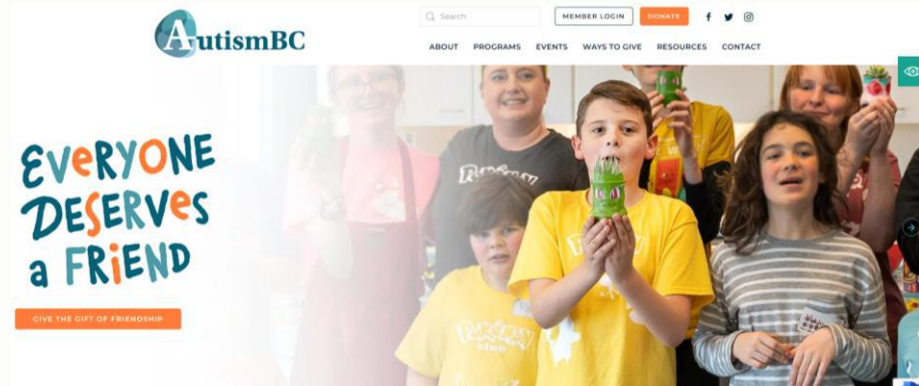 AutismBC
Search
MEMBER LOGIN
DONATE
ABOUT PROGRAMS EVENTS WAYS TO GIVE RESOURCES CONTACT
EVeRYONE
DESERVeS
a FRiEND
GIVE THE GIFT OF FRIENDSHIP
POKÉMON
club